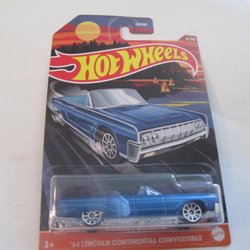 HOT WHEELS
3+
'64 LINCOLN CONTINENTAL CONVERTIBLE